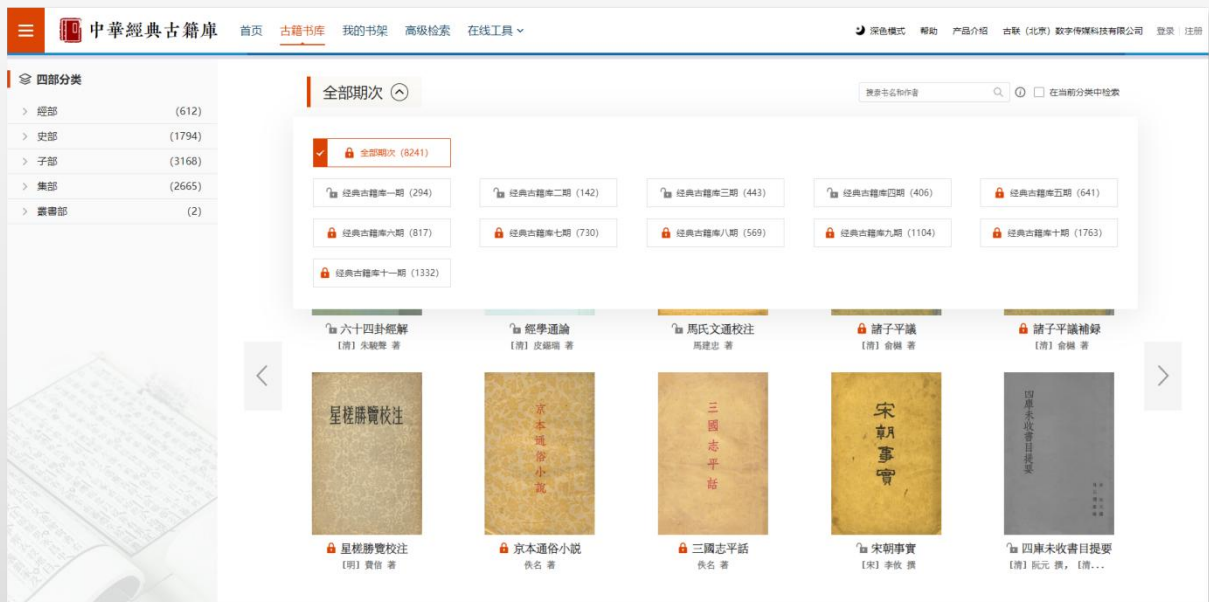 中華經典古籍庫 首页 古籍书库 我的书架 高级检索 在线工具 深色模式 帮助 产品介绍 古联(北京)数字传媒科技有限公司 登录 | 注册
四部分类
經部 (612)
史部 (1794)
子部 (3168)
集部 (2665)
叢書部 (2)
全部期次
搜索书名和作者 在当前分类中检索
全部期次 (8241)
经典古籍库一期 (294) 经典古籍库二期 (142) 经典古籍库三期 (443) 经典古籍库四期 (406) 经典古籍库五期 (641)
经典古籍库六期 (817) 经典古籍库七期 (730) 经典古籍库八期 (569) 经典古籍库九期 (1104) 经典古籍库十期 (1763)
经典古籍库十一期 (1332)
六十四卦經解 經學通論 馬氏文通校注 諸子平議 諸子平議補録
【清】朱駿聲 著 【清】皮錫瑞 著 馬建忠 著 【清】俞樾 著 【清】俞樾 著
星槎勝覽校注
京本通俗小說
三國志平話
宋朝事實
四庫未收書目提要
星槎勝覽校注 京本通俗小説 三國志平話 宋朝事實 四庫未收書目提要
【明】費信 著 佚名 著 佚名 著 【宋】李攸 撰 【清】阮元 撰, 【清...